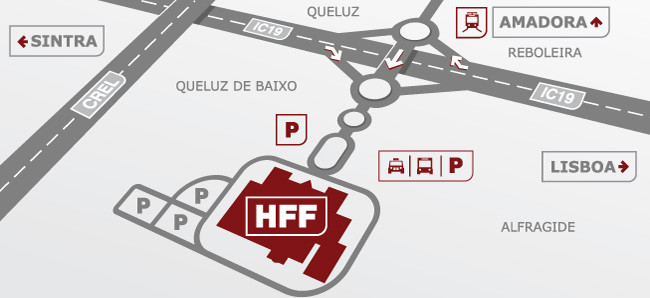 QUELUZ
AMADORA
SINTRA
IC19
REBOLEIRA
QUELUZ DE BAIXO
CREL
IC19
P
P
LISBOA
P
P
P
HFF
ALFRAGIDE